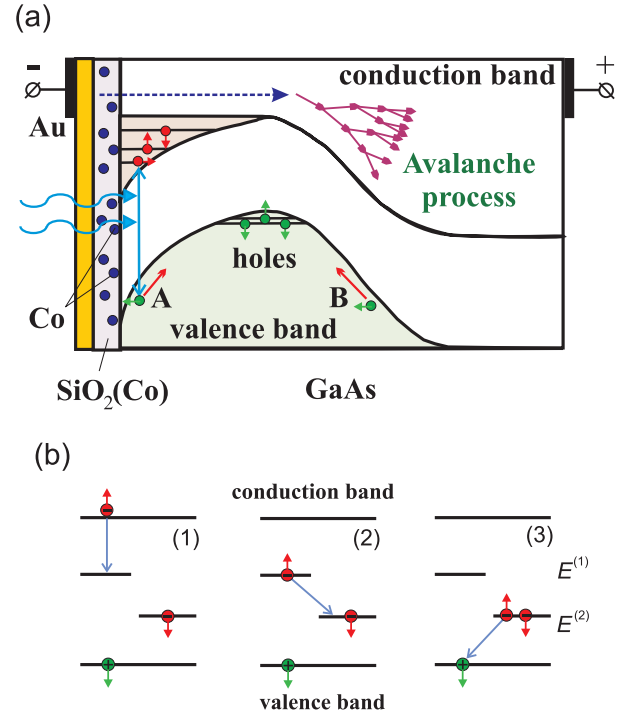 (a)
-
+
conduction band
Au
Avalanche
process
holes
A
B
Co
valence band
SiO2(Co)
GaAs
(b)
conduction band
(1)
(2)
(3)
E(1)
E(2)
valence band